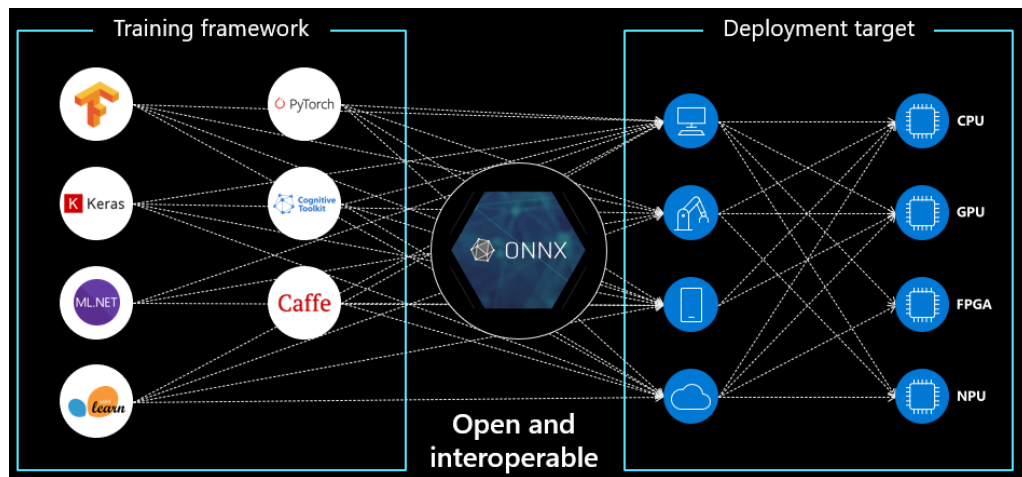 Training framework
Deployment target
PyTorch
CPU
K Keras
Cognitive
Toolkit
ONNX
GPU
ML.NET
Caffe
FPGA
learn
NPU
Open and
interoperable